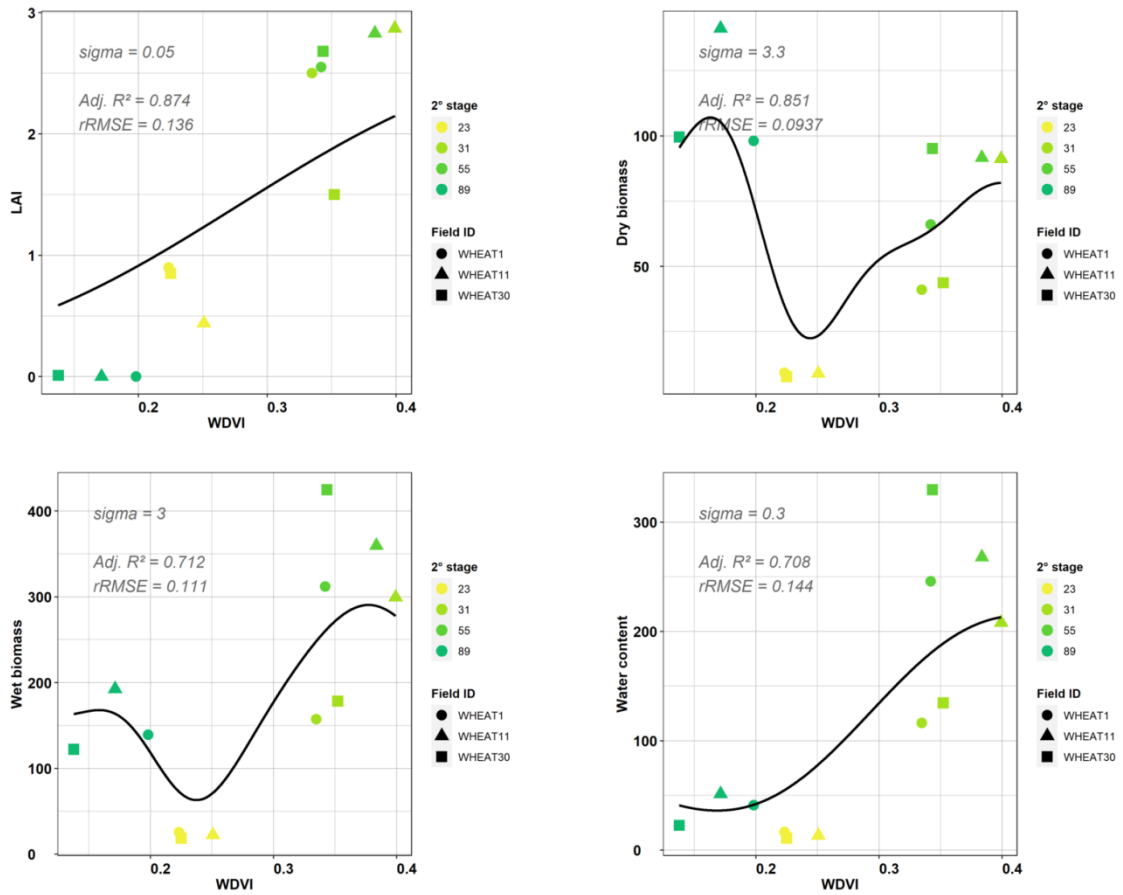 3
2
1
0
LAI
sigma = 0.05
Adj. R² = 0.874
rRMSE = 0.136
0.2
0.3
0.4
WDVI
2° stage
23
31
55
89
Field ID
WHEAT1
WHEAT11
WHEAT30
100
50
Dry biomass
sigma = 3.3
Adj. R² = 0.851
rRMSE = 0.0937
0.2
0.3
0.4
WDVI
2° stage
23
31
55
89
Field ID
WHEAT1
WHEAT11
WHEAT30
400
300
200
100
0
Wet biomass
sigma = 3
Adj. R² = 0.712
rRMSE = 0.111
0.2
0.3
0.4
WDVI
2° stage
23
31
55
89
Field ID
WHEAT1
WHEAT11
WHEAT30
300
200
100
0
Water content
sigma = 0.3
Adj. R² = 0.708
rRMSE = 0.144
0.2
0.3
0.4
WDVI
2° stage
23
31
55
89
Field ID
WHEAT1
WHEAT11
WHEAT30